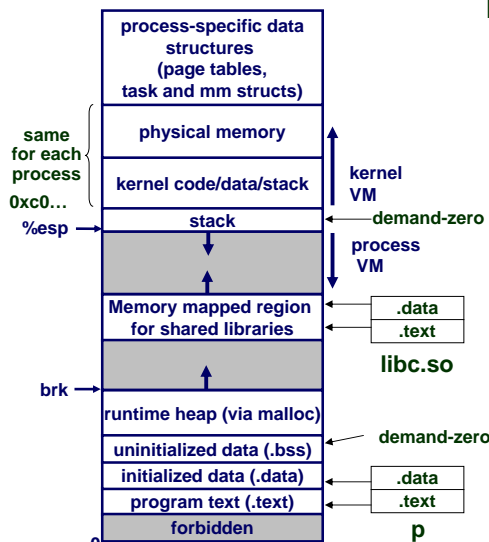 process-specific data
structures
(page tables,
task and mm structs)
same
for each
process
physical memory
kernel code/data/stack
kernel
VM
0xc0…
%esp
stack
demand-zero
process
VM
Memory mapped region
for shared libraries
.data
.text
libc.so
brk
runtime heap (via malloc)
uninitialized data (.bss)
demand-zero
initialized data (.data)
program text (.text)
.data
.text
forbidden
p
0